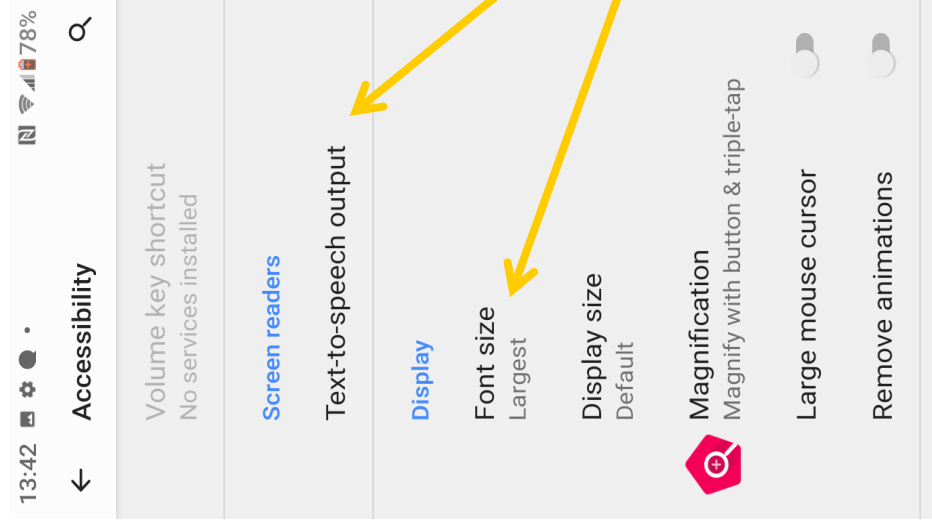 13:42 78%
Accessibility
Volume key shortcut
No services installed
Screen readers
Text-to-speech output
Display
Font size
Largest
Display size
Default
Magnification
Magnify with button & triple-tap
Large mouse cursor
Remove animations